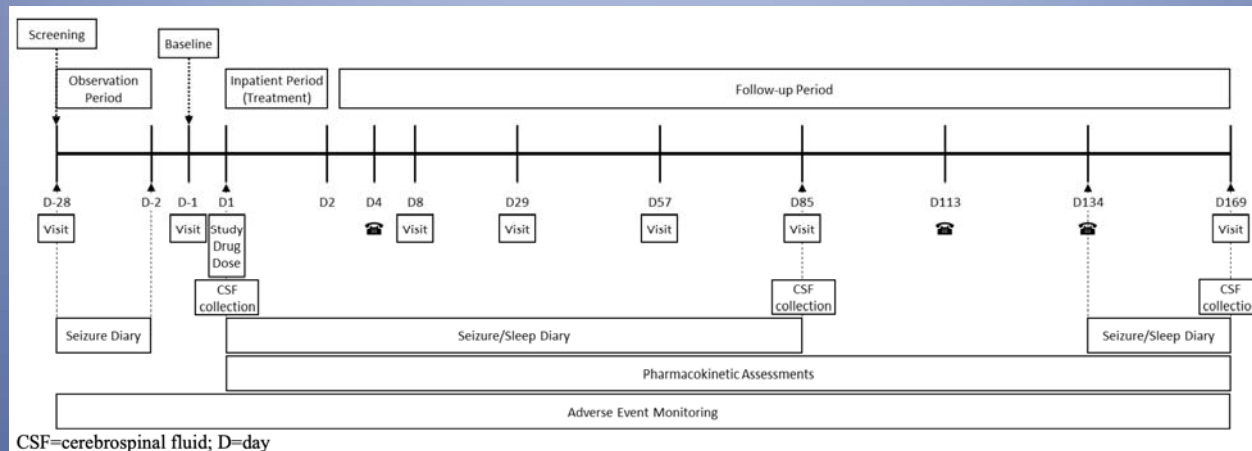 Screening
Baseline
Observation
Period
Inpatient Period
(Treatment)
Follow-up Period
D-28
D-2
D-1
D1
D2
D4
D8
D29
D57
D85
D113
D134
D169
Visit
Visit
Study
Drug
Dose
Visit
Visit
Visit
Visit
Visit
CSF
collection
CSF
collection
CSF
collection
Seizure Diary
Seizure/Sleep Diary
Seizure/Sleep Diary
Pharmacokinetic Assessments
Adverse Event Monitoring
CSF=cerebrospinal fluid; D=day